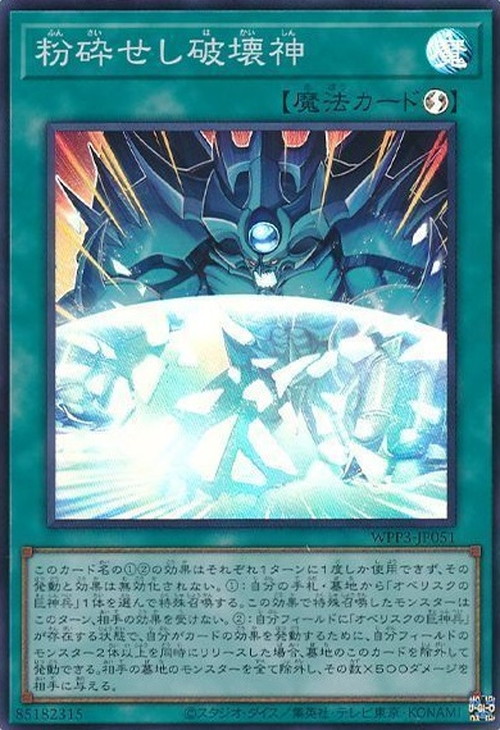 粉砕せし破壊神
【魔法カード】
WPP3-JP051
このカード名の①②の効果はそれぞれ1ターンに1度しか使用できず、その
発動と効果は無効化されない。①:自分の手札・墓地から「オベリスクの
巨神兵」1体を選んで特殊召喚する。この効果で特殊召喚したモンスター
はこのターン、相手の効果を受けない。②:自分フィールドに「オベリスクの巨神兵」
が存在する状態で、自分がカードの効果を発動するために、自分フィールドの
モンスター2体以上を同時にリリースした場合、墓地のこのカードを除外して
発動できる。相手の墓地のモンスターを全て除外し、その数×500ダメージを
相手に与える。
85182315
©スタジオ・ダイス/集英社・テレビ東京・KONAMI